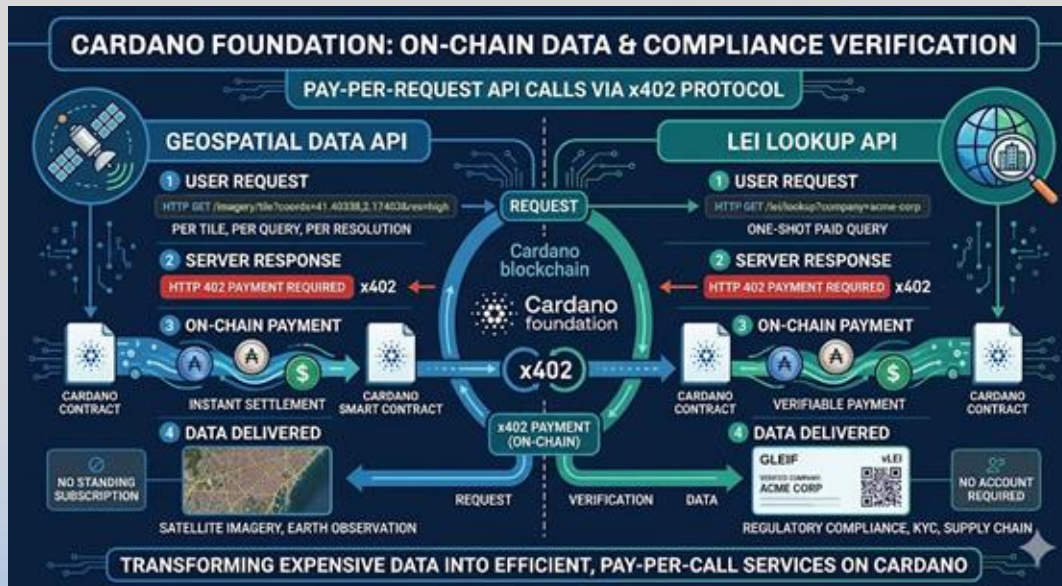 CARDANO FOUNDATION: ON-CHAIN DATA & COMPLIANCE VERIFICATION
PAY-PER-REQUEST API CALLS VIA x402 PROTOCOL
GEOSPATIAL DATA API
1 USER REQUEST
HTTP GET /imagery/tile?coords=41.40338,2.17403&res=high
PER TILE, PER QUERY, PER RESOLUTION
2 SERVER RESPONSE
HTTP 402 PAYMENT REQUIRED x402
3 ON-CHAIN PAYMENT
CARDANO
CONTRACT
₳ ₳ $
INSTANT SETTLEMENT
CARDANO
SMART CONTRACT
4 DATA DELIVERED
NO STANDING
SUBSCRIPTION
SATELLITE IMAGERY, EARTH OBSERVATION
REQUEST
Cardano
blockchain
Cardano
foundation
x402
x402 PAYMENT
(ON-CHAIN)
REQUEST
VERIFICATION
DATA
LEI LOOKUP API
1 USER REQUEST
HTTP GET /lei/lookup?company=acme-corp
ONE-SHOT PAID QUERY
2 SERVER RESPONSE
HTTP 402 PAYMENT REQUIRED x402
3 ON-CHAIN PAYMENT
CARDANO
CONTRACT
₳ ₳ $
VERIFIABLE PAYMENT
CARDANO
CONTRACT
4 DATA DELIVERED
GLEIF vLEI
VERIFIED COMPANY:
ACME CORP
NO ACCOUNT
REQUIRED
REGULATORY COMPLIANCE, KYC, SUPPLY CHAIN
TRANSFORMING EXPENSIVE DATA INTO EFFICIENT, PAY-PER-CALL SERVICES ON CARDANO